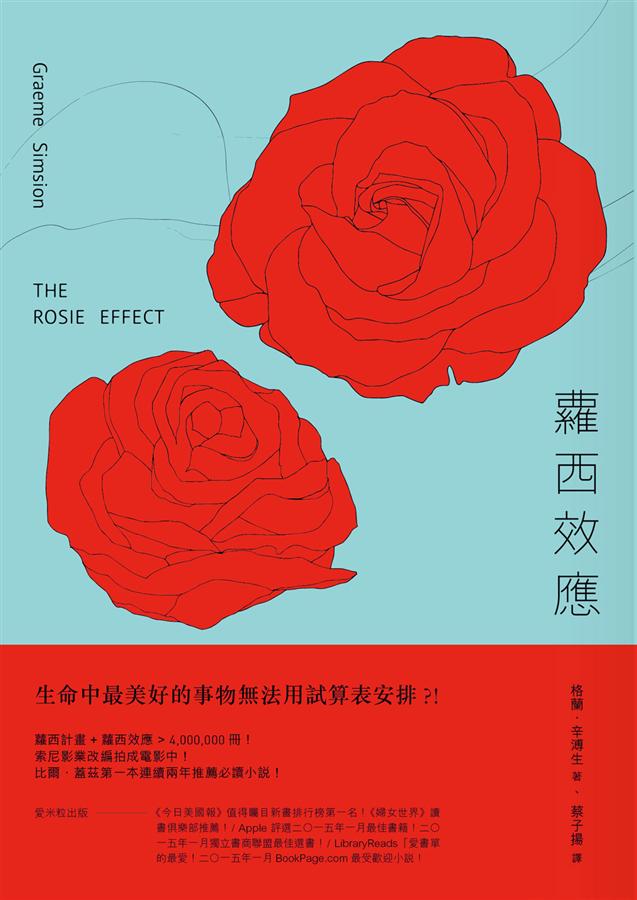 Graeme Simsion
THE
ROSIE EFFECT
蘿西效應
生命中最美好的事物無法用試算表安排?!
蘿西計畫 + 蘿西效應 > 4,000,000 冊！
索尼影業改編拍成電影中！
比爾．蓋茲第一本連續兩年推薦必讀小說！
格蘭．辛溥生 著、蔡子揚 譯
愛米粒出版
《今日美國報》值得矚目新書排行榜第一名！《婦女世界》讀
書俱樂部推薦！/ Apple 評選二〇一五年一月最佳書籍！二〇
一五年一月獨立書商聯盟最佳選書！/ LibraryReads「愛書單
的最愛！二〇一五年一月 BookPage.com 最受歡迎小說！